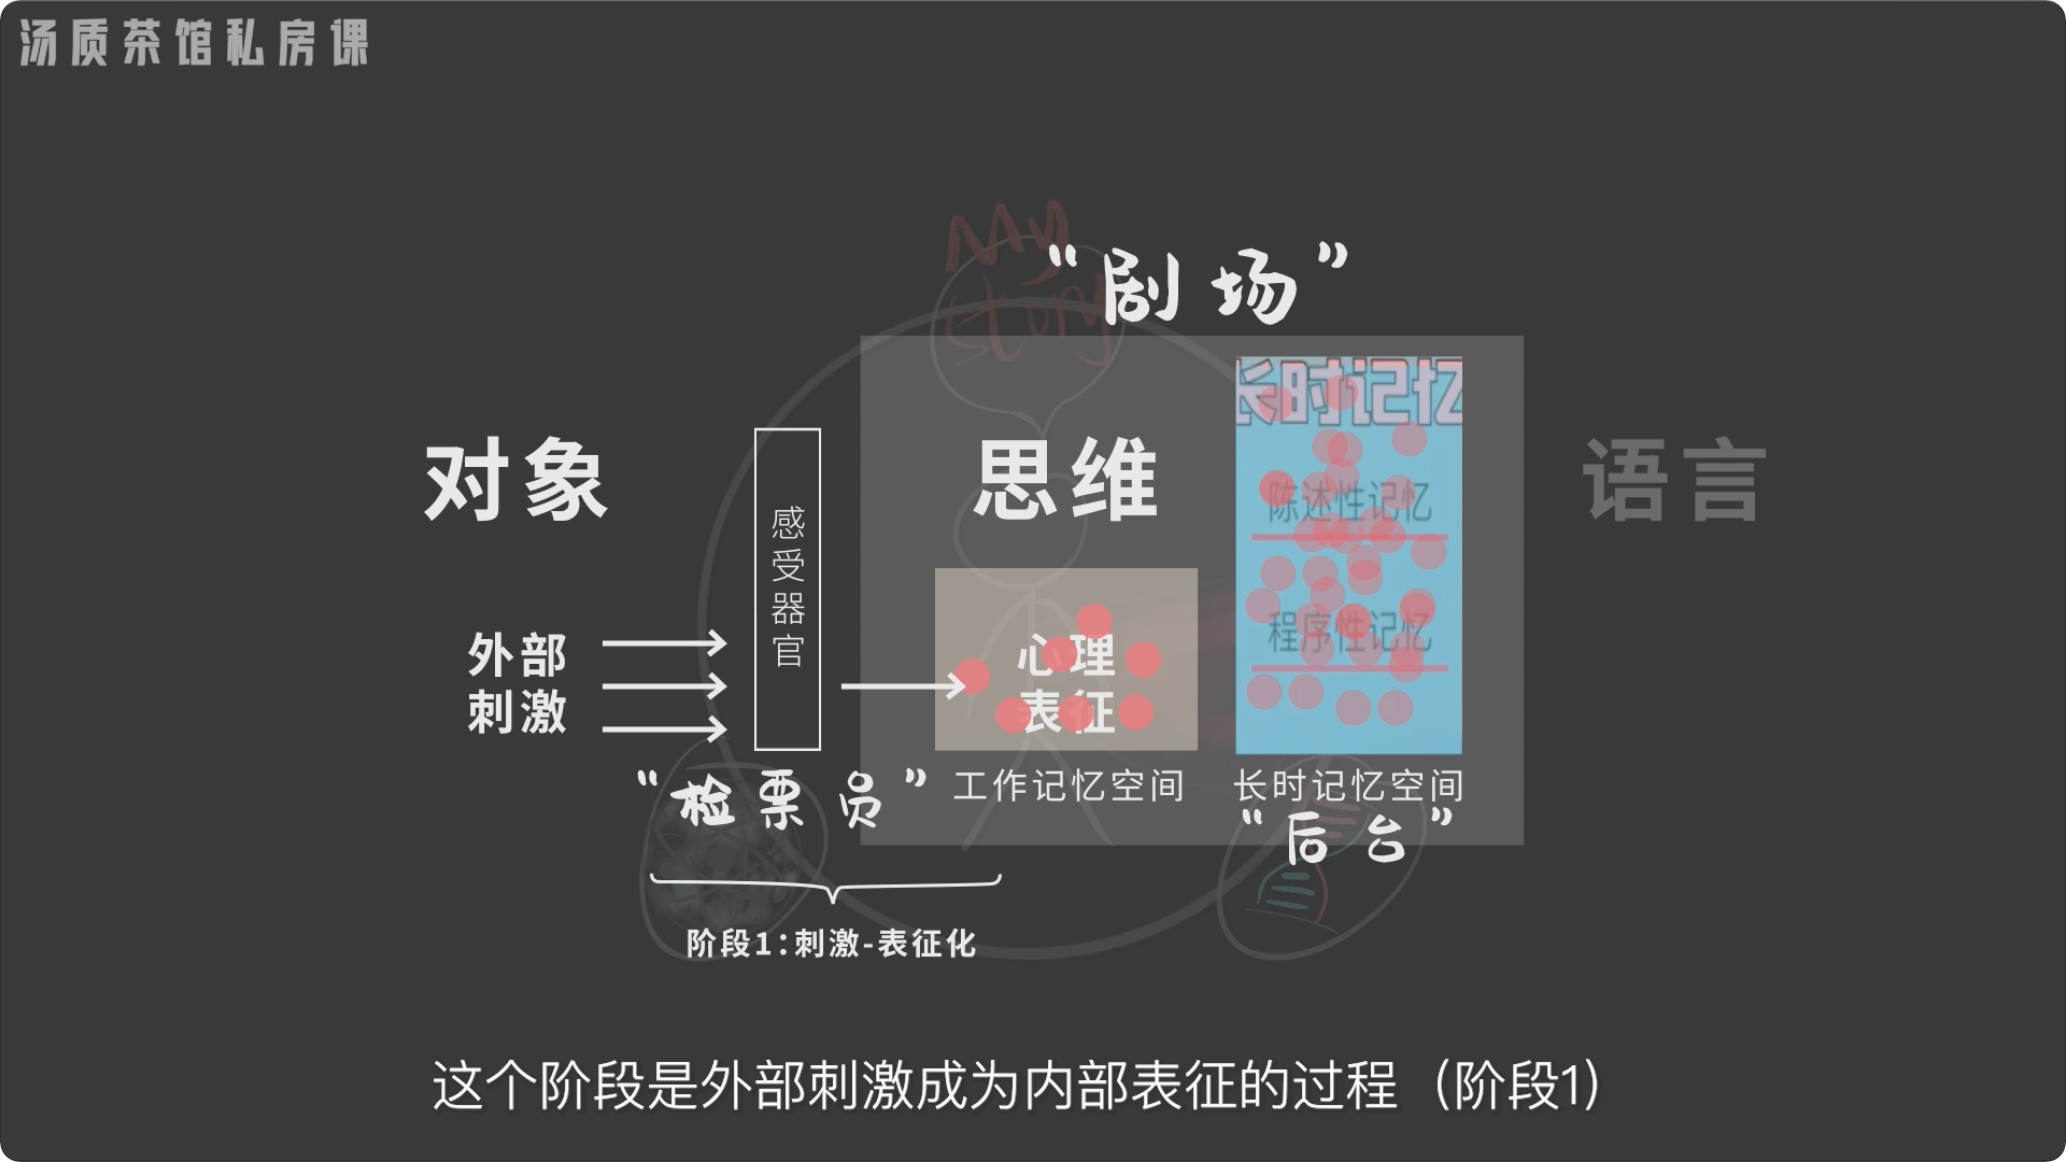 汤质茶馆私房课
My
story
“剧场”
长时记忆
对象
思维
语言
感受器官
陈述性记忆
程序性记忆
外部
刺激
心理
表征
工作记忆空间
长时记忆空间
“检票员”
“后台”
阶段1:刺激-表征化
这个阶段是外部刺激成为内部表征的过程（阶段1）